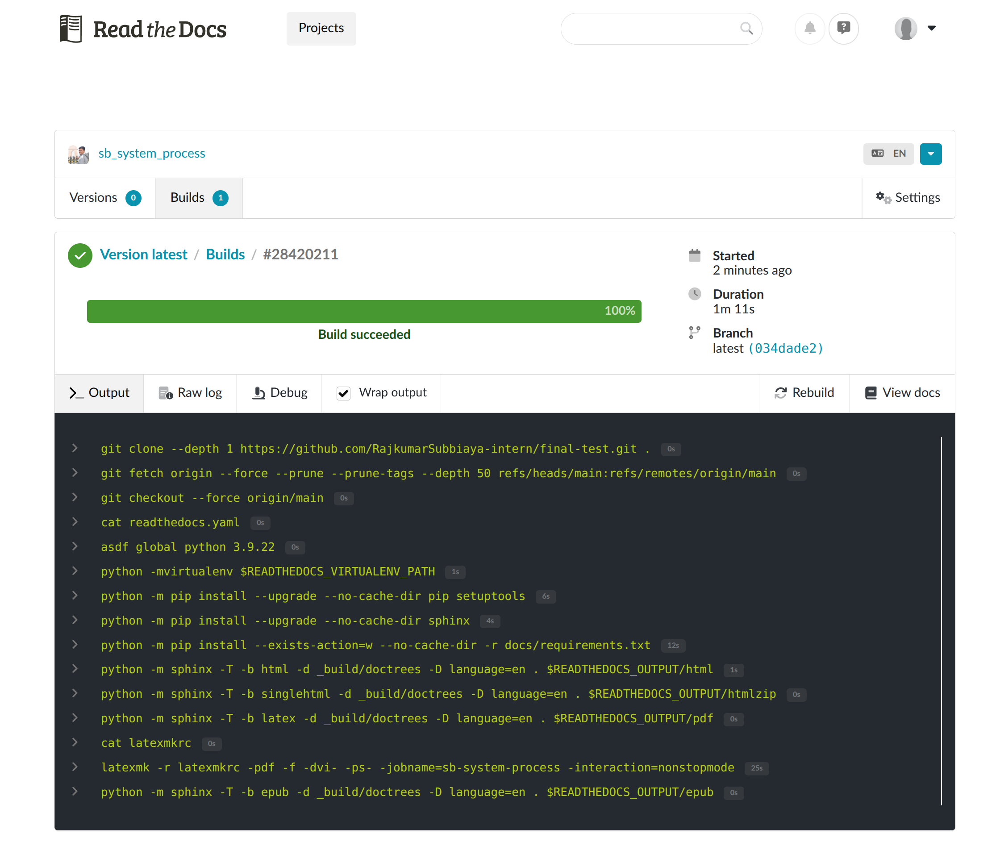 Read the Docs
Projects
sb_system_process
EN
Versions 0
Builds 1
Settings
Version latest / Builds / #28420211
100%
Build succeeded
Started
2 minutes ago
Duration
1m 11s
Branch
latest (034dade2)
Output
Raw log
Debug
Wrap output
Rebuild
View docs
git clone --depth 1 https://github.com/RajkumarSubbiaya-intern/final-test.git . 0s
git fetch origin --force --prune --prune-tags --depth 50 refs/heads/main:refs/remotes/origin/main 0s
git checkout --force origin/main 0s
cat readthedocs.yaml 0s
asdf global python 3.9.22 0s
python -mvirtualenv $READTHEDOCS_VIRTUALENV_PATH 1s
python -m pip install --upgrade --no-cache-dir pip setuptools 6s
python -m pip install --upgrade --no-cache-dir sphinx 4s
python -m pip install --exists-action=w --no-cache-dir -r docs/requirements.txt 12s
python -m sphinx -T -b html -d _build/doctrees -D language=en . $READTHEDOCS_OUTPUT/html 1s
python -m sphinx -T -b singlehtml -d _build/doctrees -D language=en . $READTHEDOCS_OUTPUT/htmlzip 0s
python -m sphinx -T -b latex -d _build/doctrees -D language=en . $READTHEDOCS_OUTPUT/pdf 0s
cat latexmkrc 0s
latexmk -r latexmkrc -pdf -f -dvi- -ps- -jobname=sb-system-process -interaction=nonstopmode 25s
python -m sphinx -T -b epub -d _build/doctrees -D language=en . $READTHEDOCS_OUTPUT/epub 0s